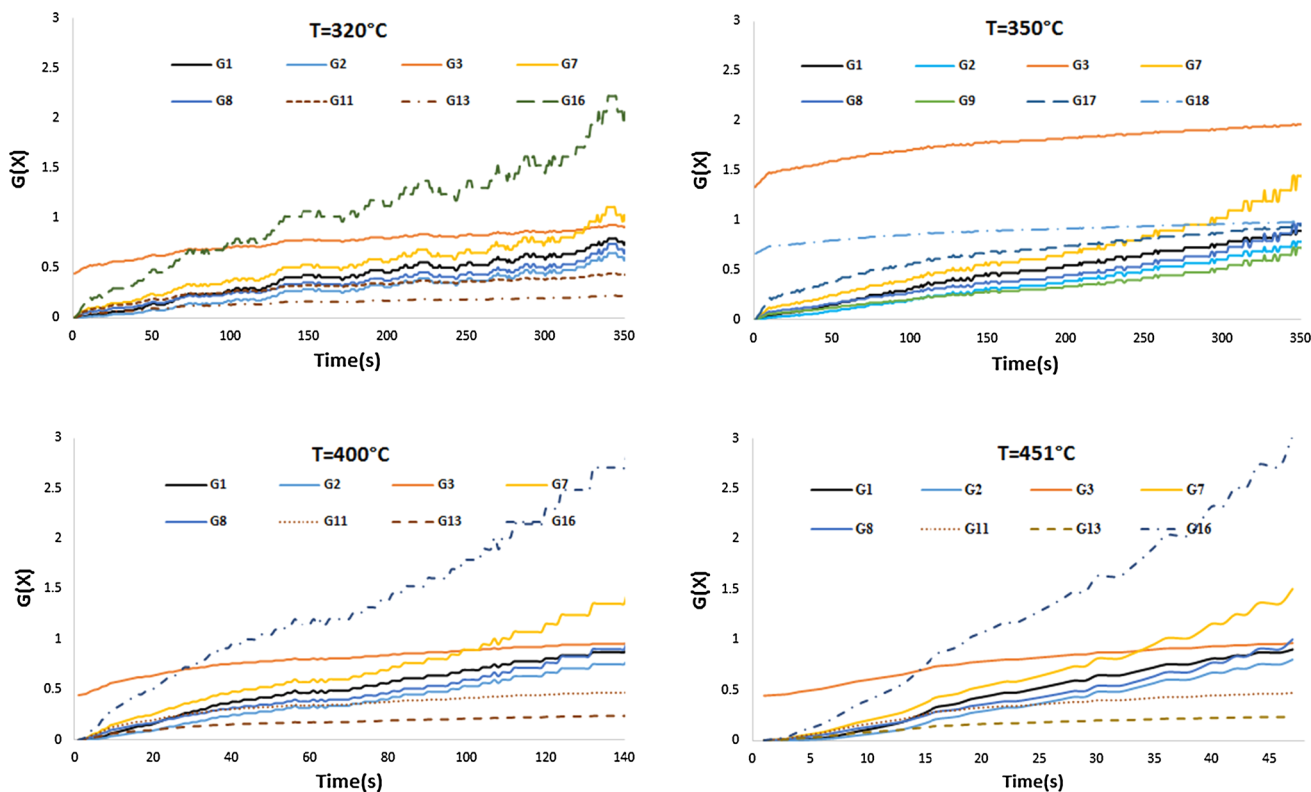 T=320°C
G1 G2 G3 G7
G8 G11 G13 G16
G(X)
3
2.5
2
1.5
1
0.5
0
0 50 100 150 200 250 300 350
Time(s)
T=350°C
G1 G2 G3 G7
G8 G9 G17 G18
G(X)
3
2.5
2
1.5
1
0.5
0
0 50 100 150 200 250 300 350
Time(s)
T=400°C
G1 G2 G3 G7
G8 G11 G13 G16
G(X)
3
2.5
2
1.5
1
0.5
0
0 20 40 60 80 100 120 140
Time(s)
T=451°C
G1 G2 G3 G7
G8 G11 G13 G16
G(X)
3
2.5
2
1.5
1
0.5
0
0 5 10 15 20 25 30 35 40 45
Time(s)